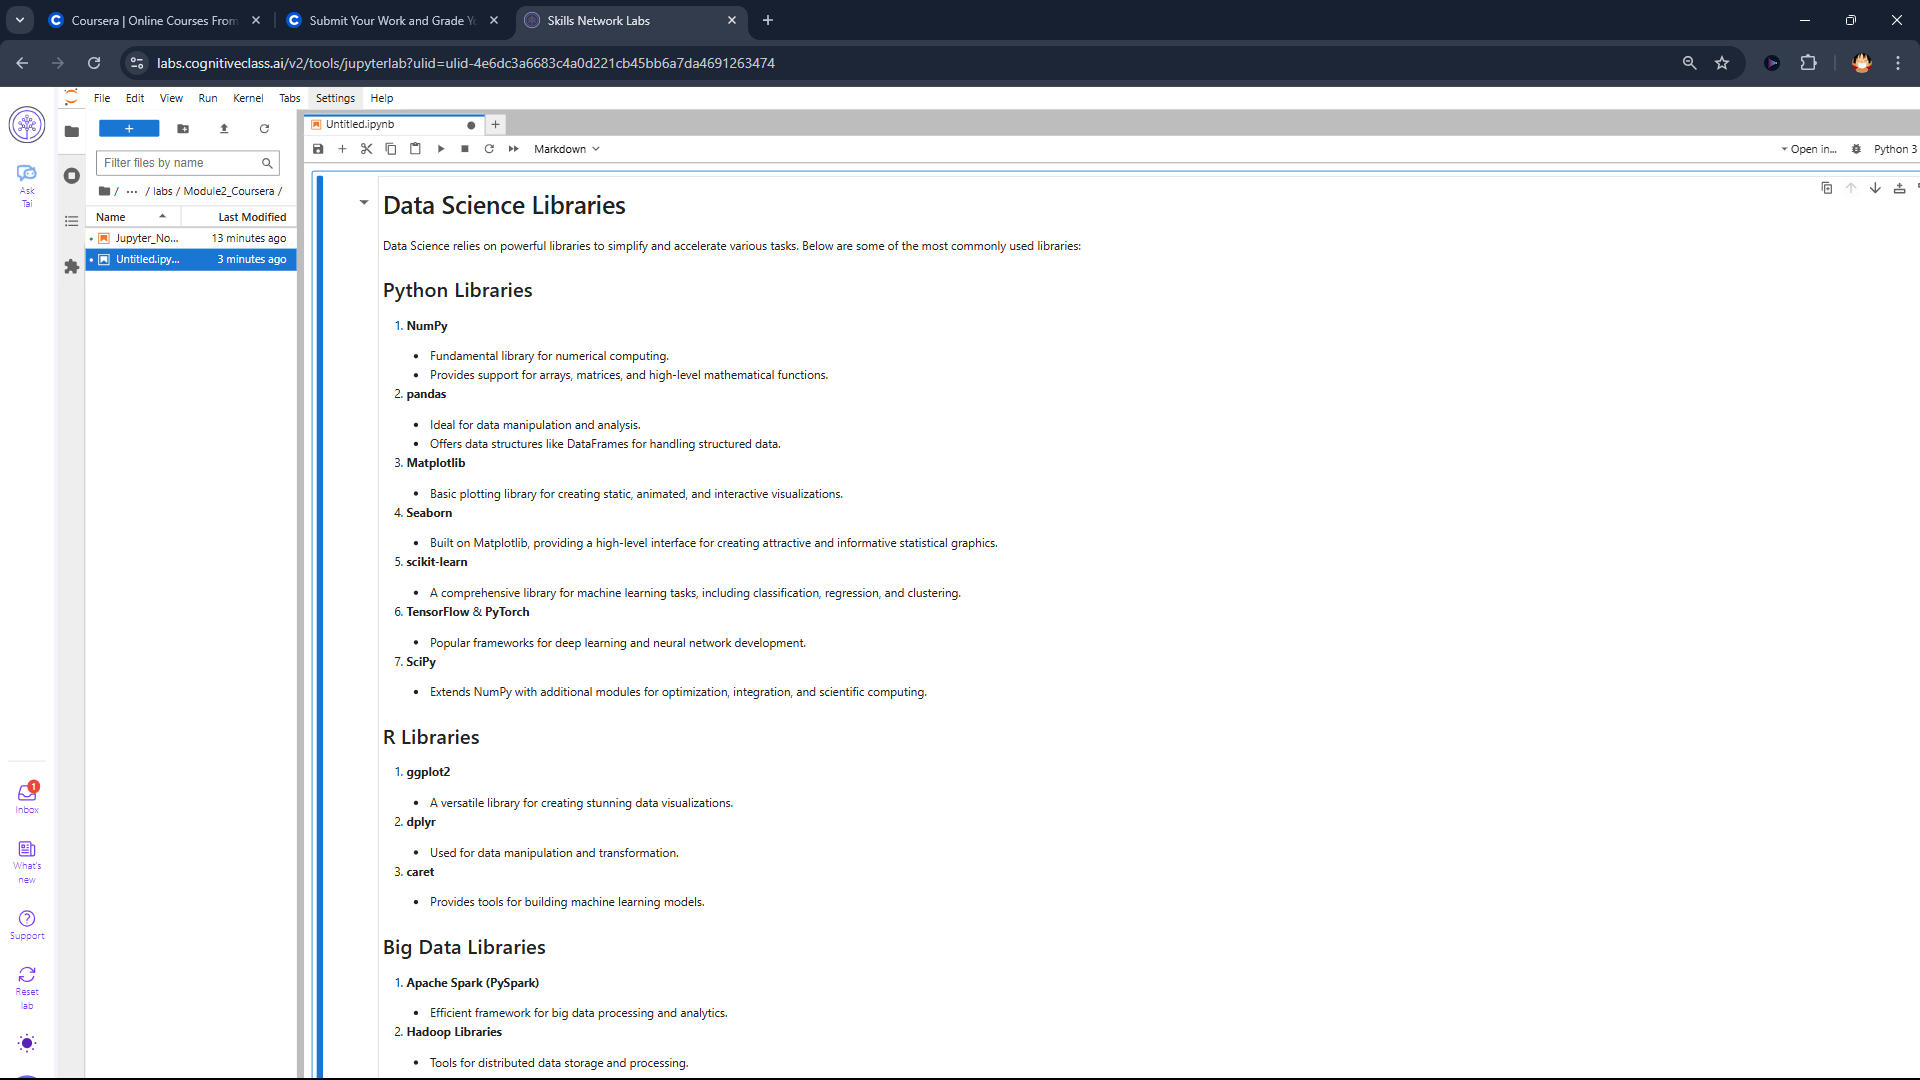 Coursera | Online Courses From
Submit Your Work and Grade Yo
Skills Network Labs
labs.cognitiveclass.ai/v2/tools/jupyterlab?ulid=ulid-4e6dc3a6683c4a0d221cb45bb6a7da4691263474
File Edit View Run Kernel Tabs Settings Help
Ask
Tai
Filter files by name
/ ··· / labs / Module2_Coursera /
Name Last Modified
Jupyter_No... 13 minutes ago
Untitled.ipy... 3 minutes ago
Inbox
1
What's
new
Support
Reset
lab
Untitled.ipynb
Markdown
Open in...
Python 3
Data Science Libraries
Data Science relies on powerful libraries to simplify and accelerate various tasks. Below are some of the most commonly used libraries:
Python Libraries
1. NumPy
• Fundamental library for numerical computing.
• Provides support for arrays, matrices, and high-level mathematical functions.
2. pandas
• Ideal for data manipulation and analysis.
• Offers data structures like DataFrames for handling structured data.
3. Matplotlib
• Basic plotting library for creating static, animated, and interactive visualizations.
4. Seaborn
• Built on Matplotlib, providing a high-level interface for creating attractive and informative statistical graphics.
5. scikit-learn
• A comprehensive library for machine learning tasks, including classification, regression, and clustering.
6. TensorFlow & PyTorch
• Popular frameworks for deep learning and neural network development.
7. SciPy
• Extends NumPy with additional modules for optimization, integration, and scientific computing.
R Libraries
1. ggplot2
• A versatile library for creating stunning data visualizations.
2. dplyr
• Used for data manipulation and transformation.
3. caret
• Provides tools for building machine learning models.
Big Data Libraries
1. Apache Spark (PySpark)
• Efficient framework for big data processing and analytics.
2. Hadoop Libraries
• Tools for distributed data storage and processing.